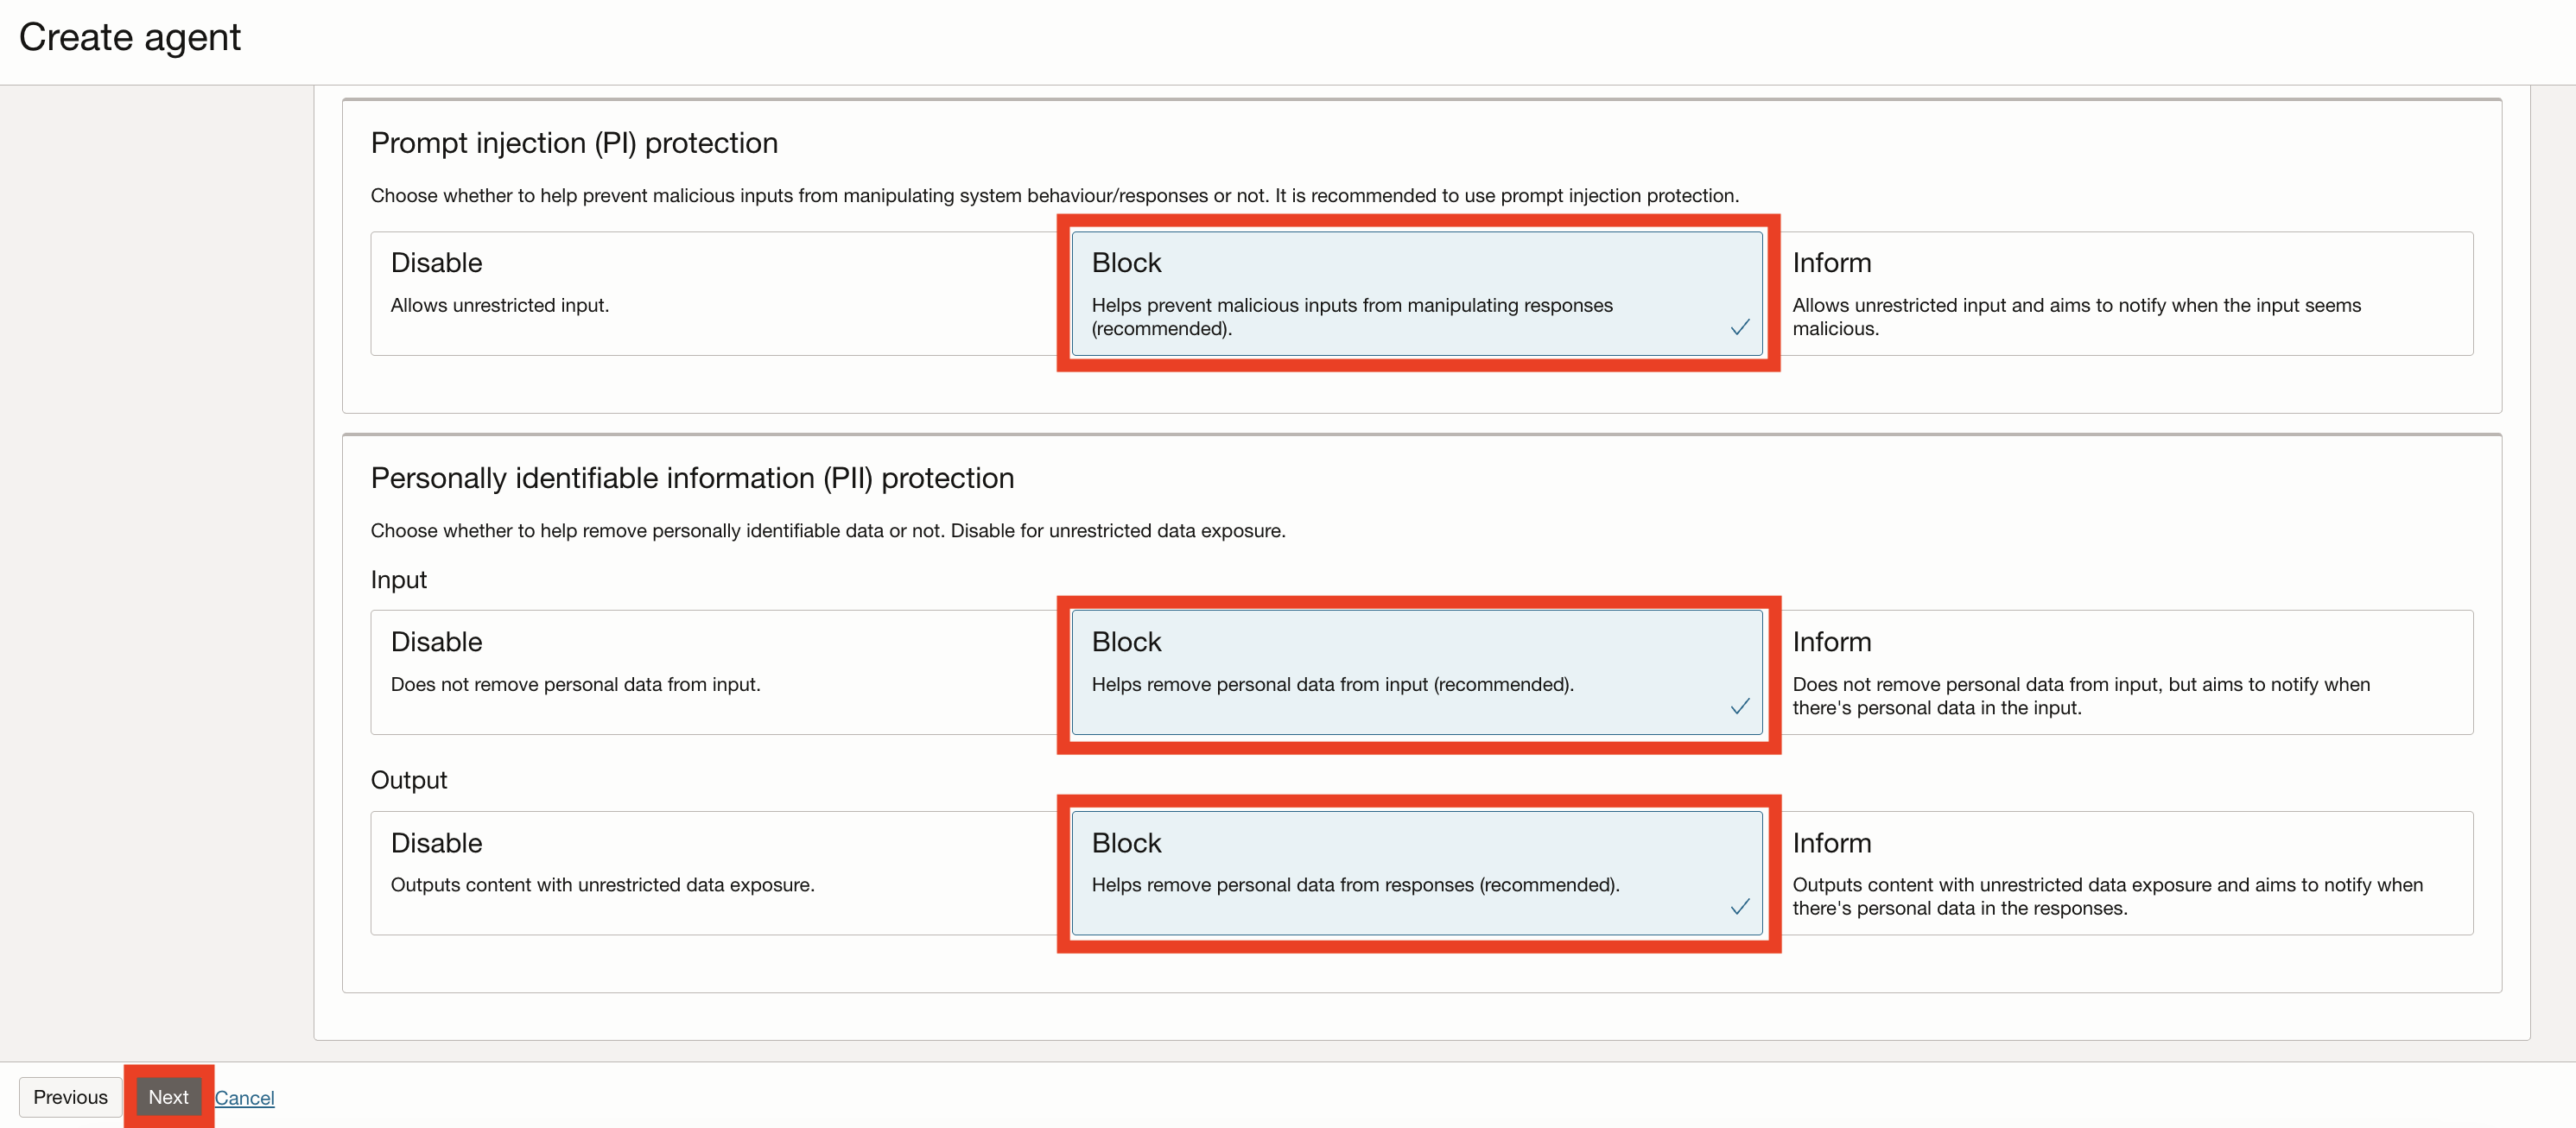 Create agent
Prompt injection (PI) protection
Choose whether to help prevent malicious inputs from manipulating system behaviour/responses or not. It is recommended to use prompt injection protection.
Disable
Allows unrestricted input.
Block
Helps prevent malicious inputs from manipulating responses
(recommended).
Inform
Allows unrestricted input and aims to notify when the input seems
malicious.
Personally identifiable information (PII) protection
Choose whether to help remove personally identifiable data or not. Disable for unrestricted data exposure.
Input
Disable
Does not remove personal data from input.
Block
Helps remove personal data from input (recommended).
Inform
Does not remove personal data from input, but aims to notify when
there's personal data in the input.
Output
Disable
Outputs content with unrestricted data exposure.
Block
Helps remove personal data from responses (recommended).
Inform
Outputs content with unrestricted data exposure and aims to notify when
there's personal data in the responses.
Previous
Next
Cancel